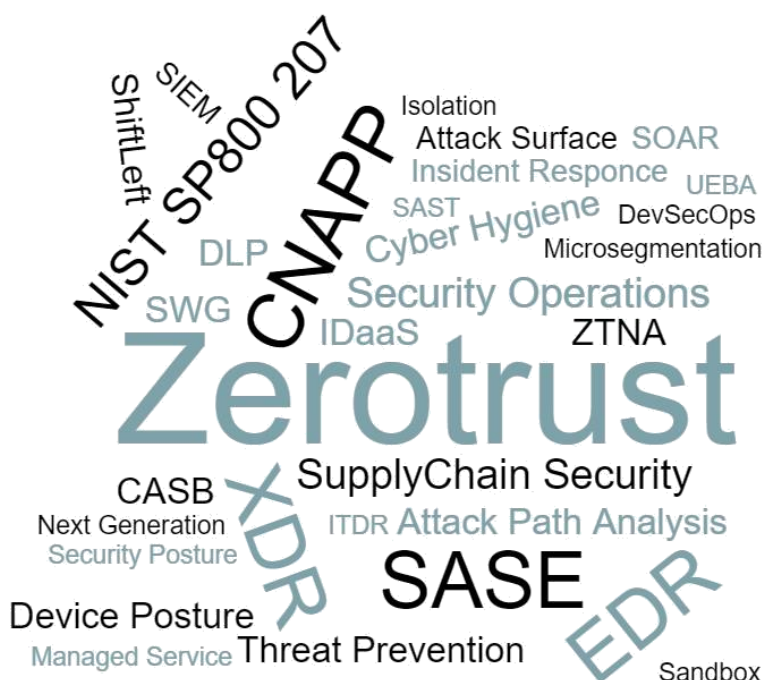 NIST SP800 207
SIEM
ShiftLeft
CNAPP
Isolation
Attack Surface
SOAR
Insident Responce
UEBA
SAST
Cyber Hygiene
DevSecOps
DLP
Microsegmentation
SWG
Security Operations
IDaaS
ZTNA
Zerotrust
CASB
XDR
SupplyChain Security
Next Generation
ITDR
Attack Path Analysis
Security Posture
SASE
EDR
Device Posture
Managed Service
Threat Prevention
Sandbox